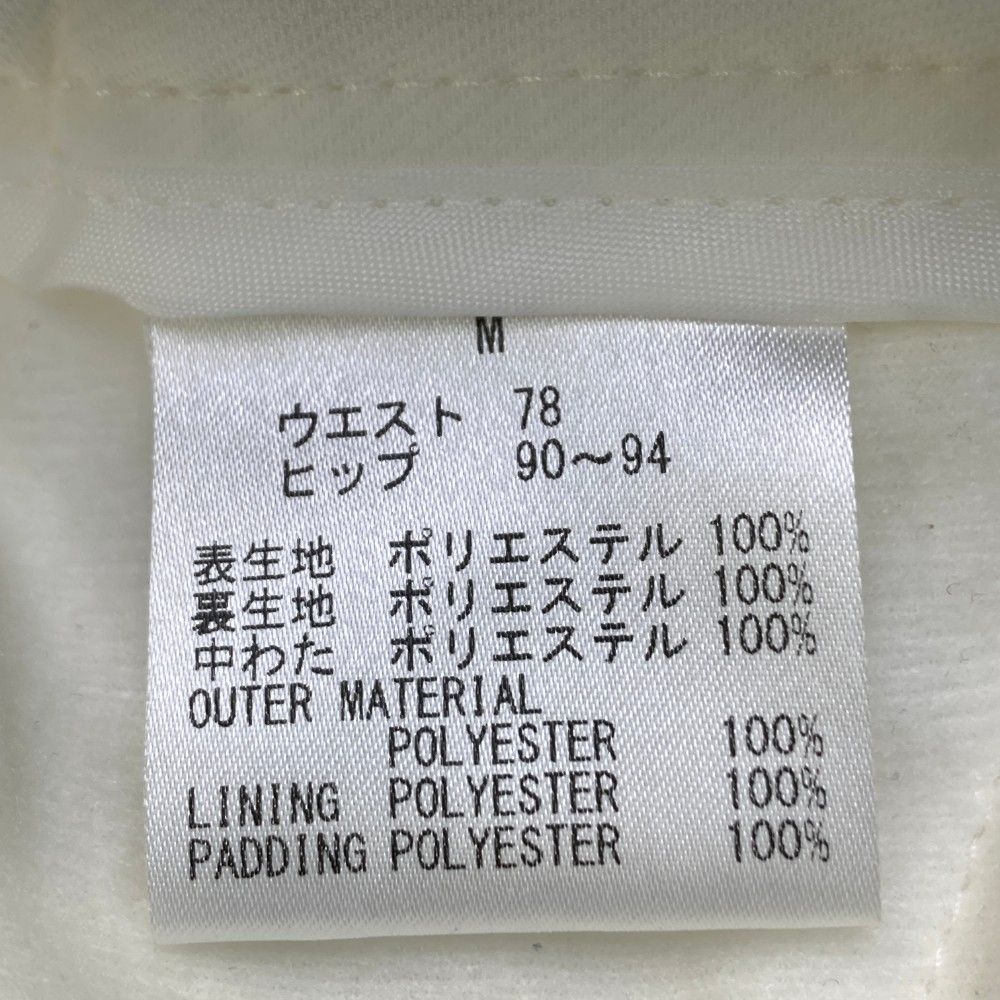 M
ウエスト 78
ヒップ 90～94
表生地 ポリエステル 100%
裏生地 ポリエステル 100%
中わた ポリエステル 100%
OUTER MATERIAL
POLYESTER 100%
LINING POLYESTER 100%
PADDING POLYESTER 100%